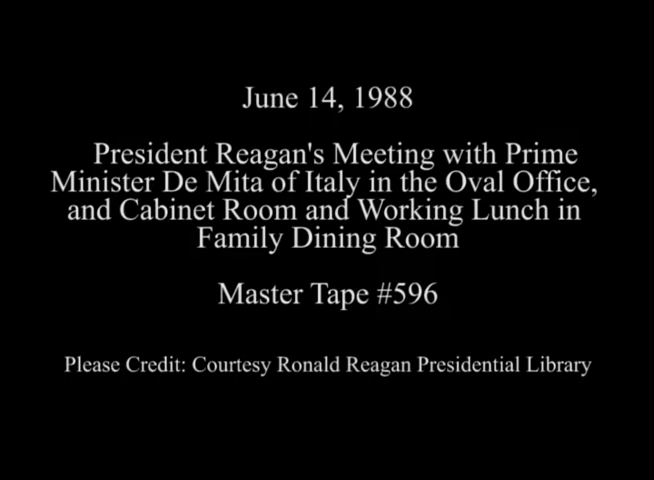 June 14, 1988
President Reagan's Meeting with Prime
Minister De Mita of Italy in the Oval Office,
and Cabinet Room and Working Lunch in
Family Dining Room
Master Tape #596
Please Credit: Courtesy Ronald Reagan Presidential Library